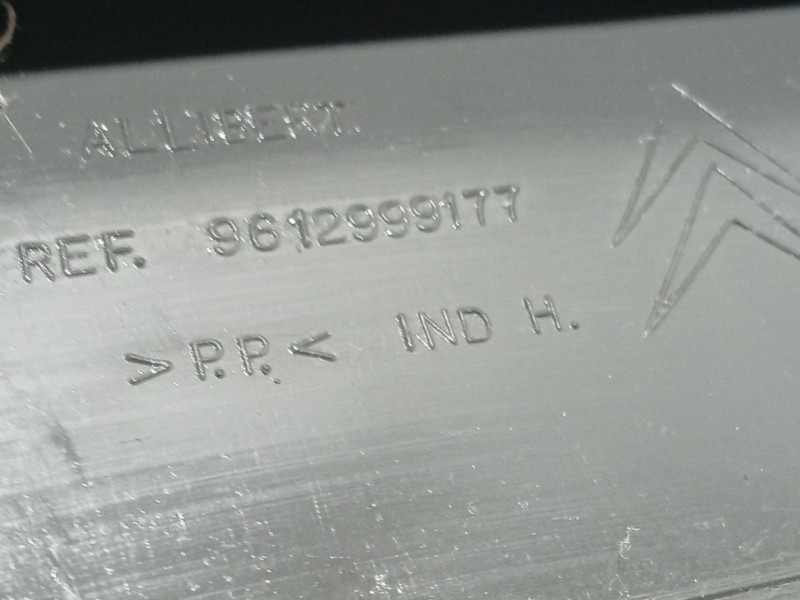 ALLIBERT.
REF. 9612999177
>P.P.< IND H.